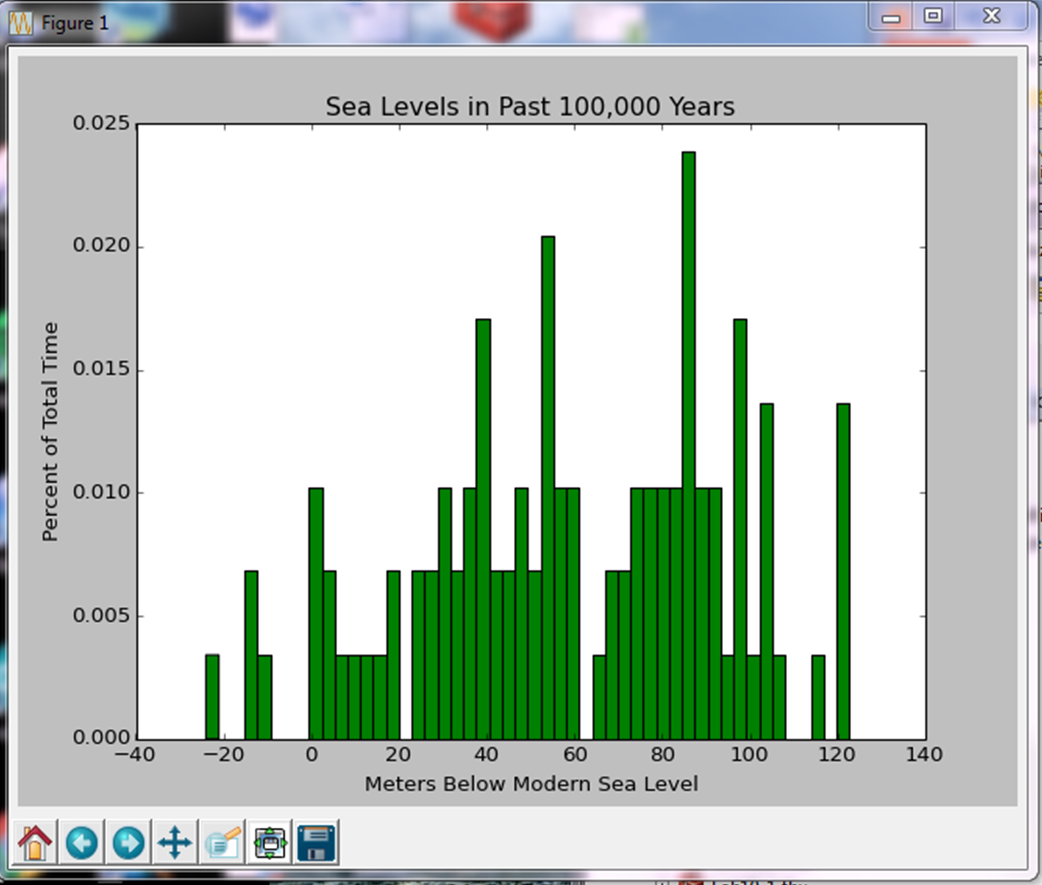 Figure 1
Sea Levels in Past 100,000 Years
0.025
0.020
0.015
0.010
0.005
0.000
Percent of Total Time
−40 −20 0 20 40 60 80 100 120 140
Meters Below Modern Sea Level